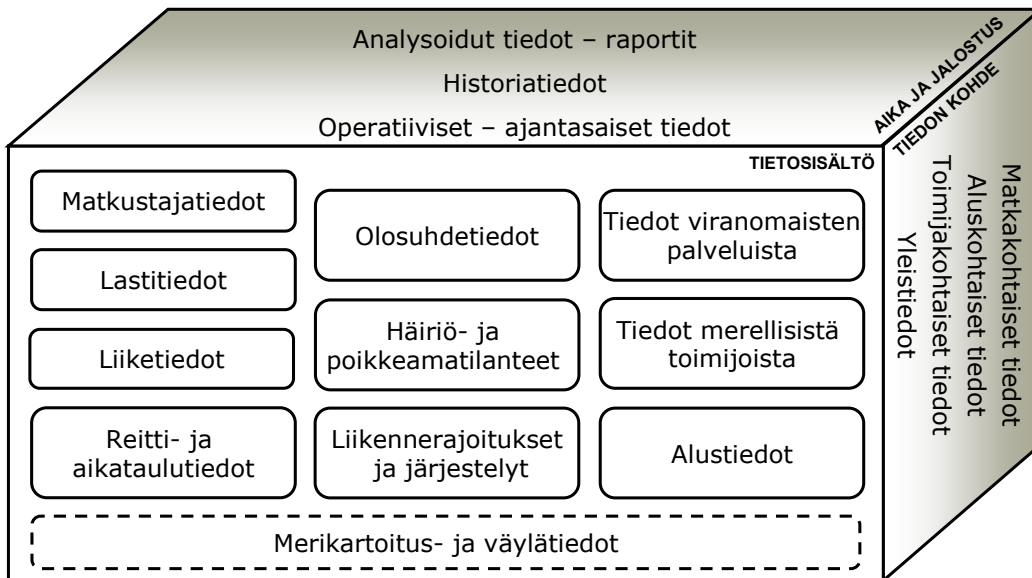 Analysoidut tiedot – raportit
Historiatiedot
Operatiiviset – ajantasaiset tiedot
AIKA JA JALOSTUS
TIEDON KOHDE
TIETOSISÄLTÖ
Matkustajatiedot
Lastitiedot
Liiketiedot
Reitti- ja
aikataulutiedot
Olosuhdetiedot
Häiriö- ja
poikkeamatilanteet
Liikennerajoitukset
ja järjestelyt
Tiedot viranomaisten
palveluista
Tiedot merellisistä
toimijoista
Alustiedot
Merikartoitus- ja väylätiedot
Matkakohtaiset tiedot
Aluskohtaiset tiedot
Toimijakohtaiset tiedot
Yleistiedot